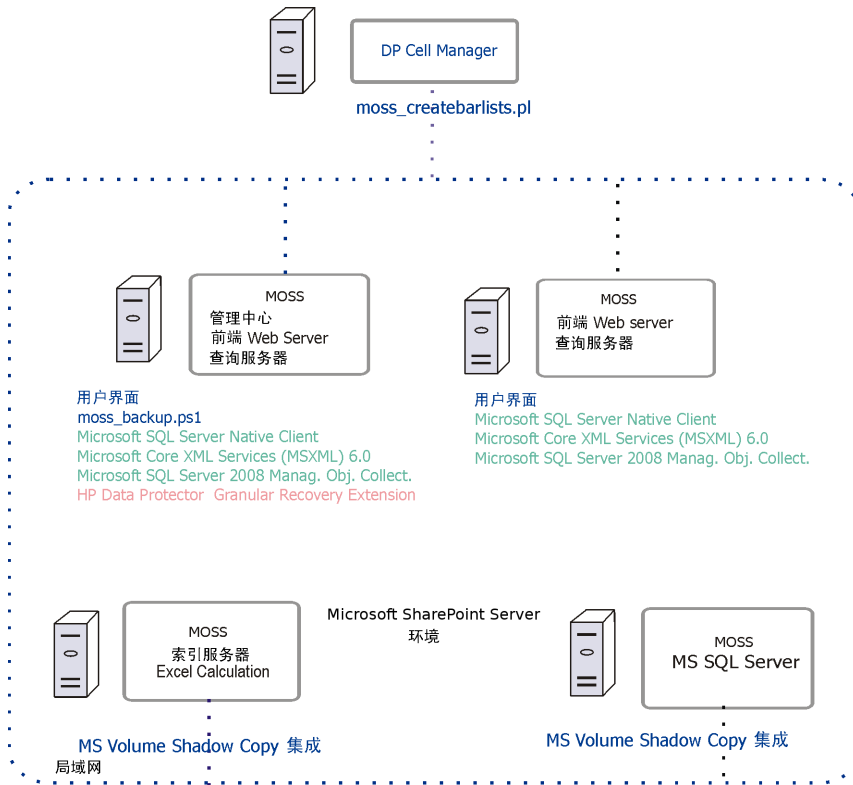 DP Cell Manager
moss_createbarlists.pl
MOSS
管理中心
前端 Web Server
查询服务器
MOSS
前端 Web server
查询服务器
用户界面
moss_backup.ps1
Microsoft SQL Server Native Client
Microsoft Core XML Services (MSXML) 6.0
Microsoft SQL Server 2008 Manag. Obj. Collect.
HP Data Protector Granular Recovery Extension
用户界面
Microsoft SQL Server Native Client
Microsoft Core XML Services (MSXML) 6.0
Microsoft SQL Server 2008 Manag. Obj. Collect.
MOSS
索引服务器
Excel Calculation
Microsoft SharePoint Server
环境
MOSS
MS SQL Server
MS Volume Shadow Copy 集成
MS Volume Shadow Copy 集成
局域网